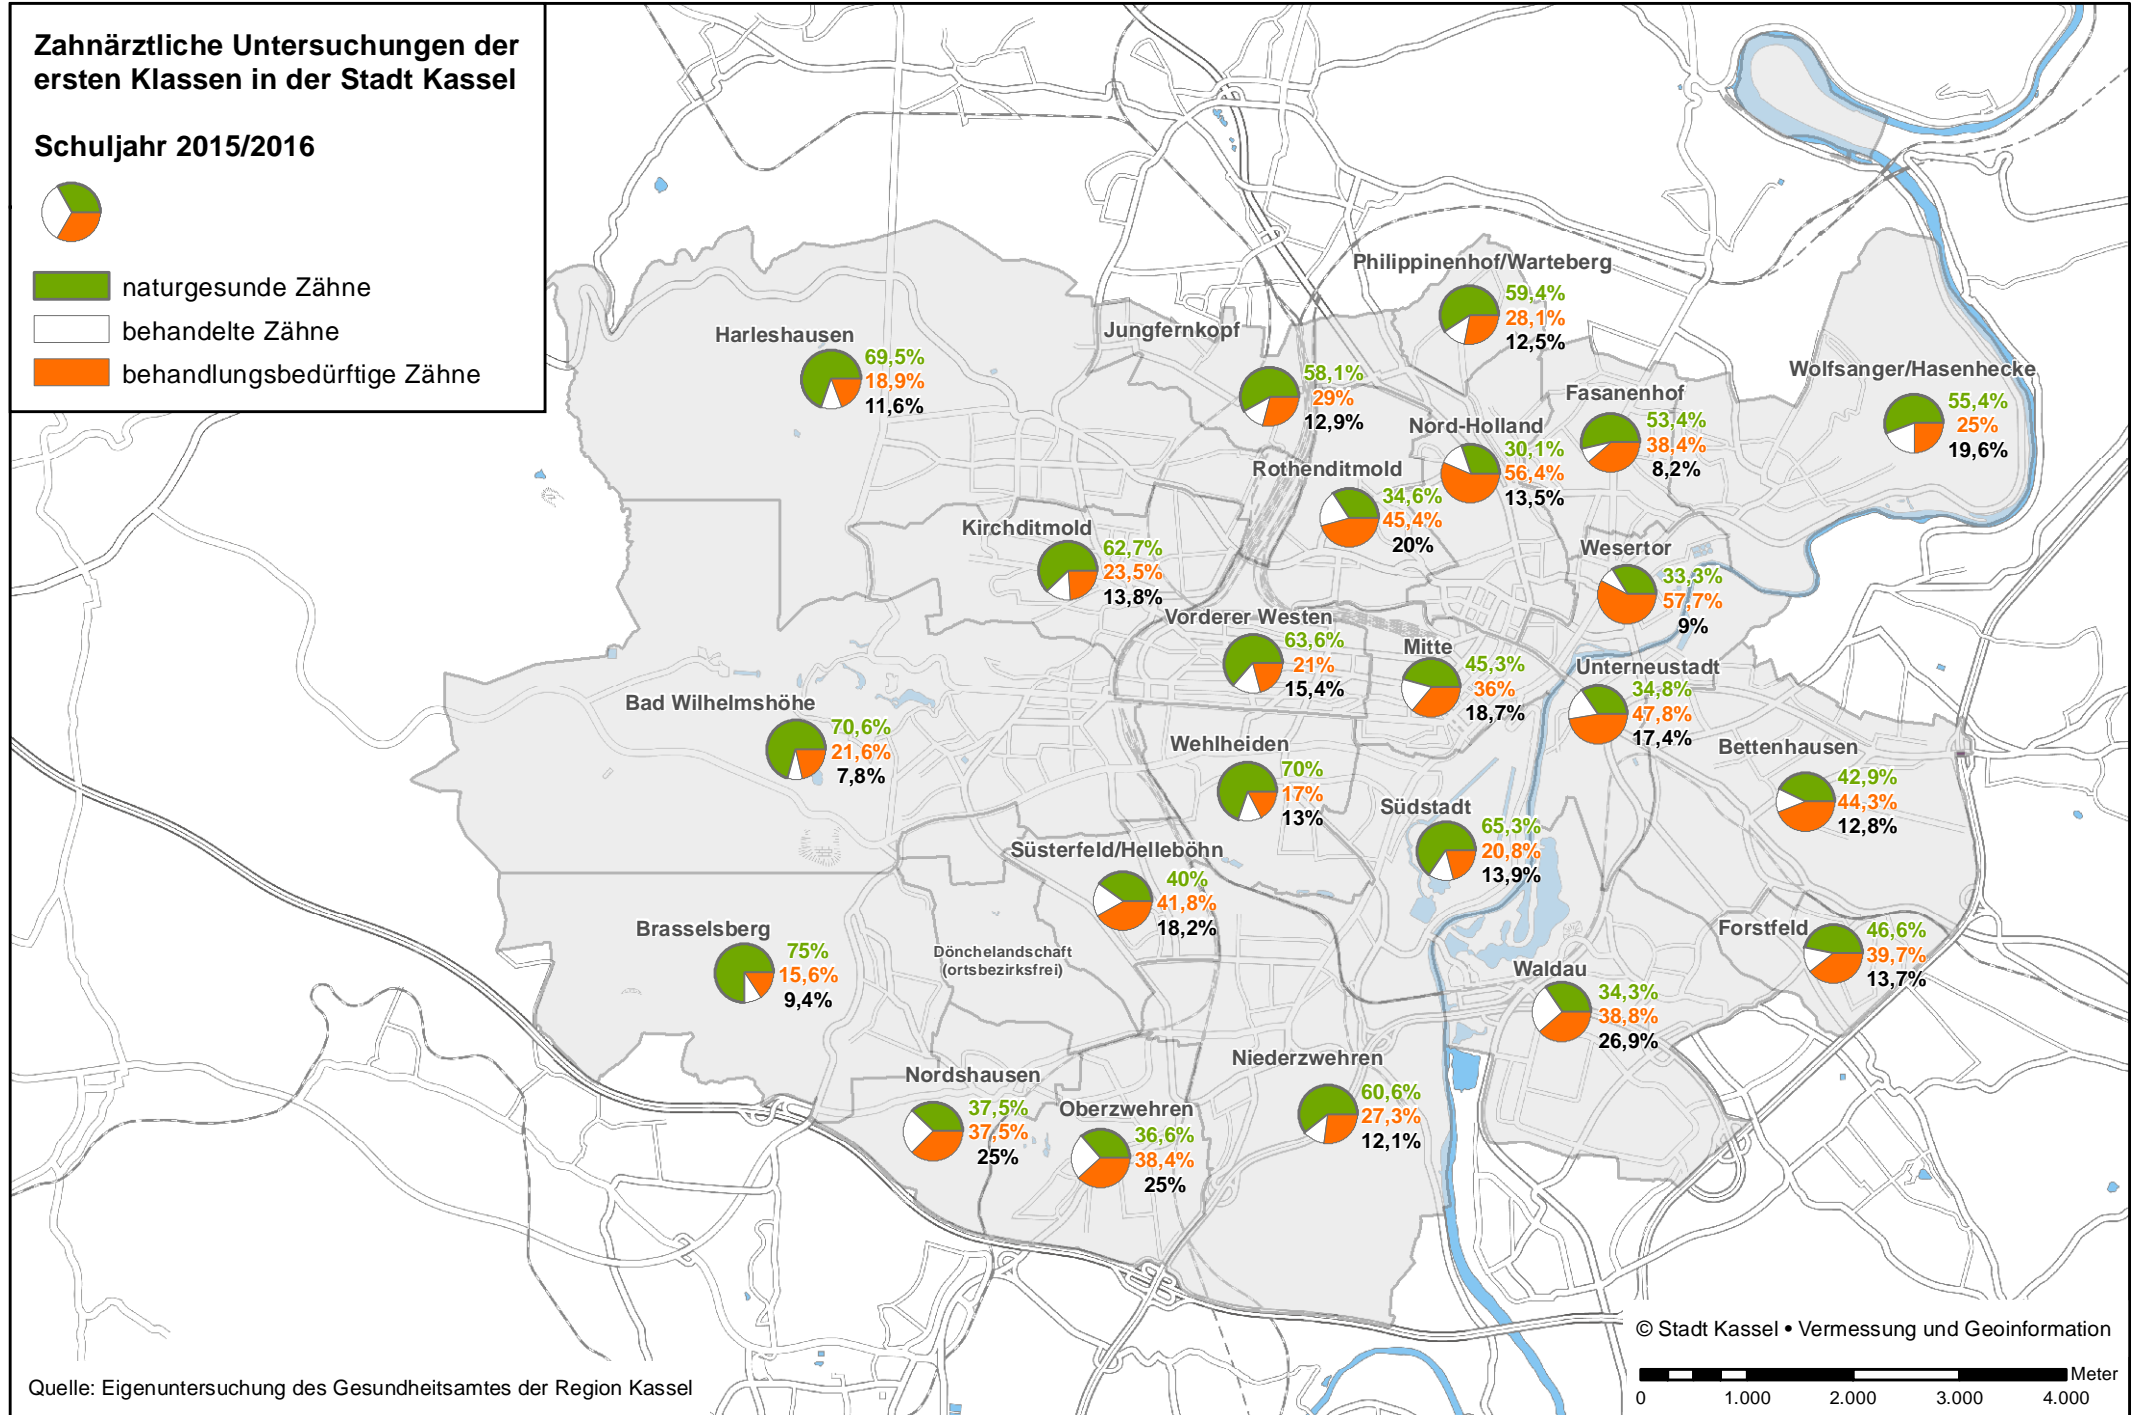 Zahnärztliche Untersuchungen der
ersten Klassen in der Stadt Kassel
Schuljahr 2015/2016
naturgesunde Zähne
behandelte Zähne
behandlungsbedürftige Zähne
Philippinenhof/Warteberg
59,4%
28,1%
12,5%
Harleshausen
69,5%
18,9%
11,6%
Jungfernkopf
58,1%
29%
12,9%
Wolfsanger/Hasenhecke
55,4%
25%
19,6%
Fasanenhof
53,4%
38,4%
8,2%
Nord-Holland
30,1%
56,4%
13,5%
Rothenditmold
34,6%
45,4%
20%
Kirchditmold
62,7%
23,5%
13,8%
Wesertor
33,3%
57,7%
9%
Vorderer Westen
63,6%
21%
15,4%
Mitte
45,3%
36%
18,7%
Unterneustadt
34,8%
47,8%
17,4%
Bad Wilhelmshöhe
70,6%
21,6%
7,8%
Wehlheiden
70%
17%
13%
Bettenhausen
42,9%
44,3%
12,8%
Südstadt
65,3%
20,8%
13,9%
Süsterfeld/Helleböhn
40%
41,8%
18,2%
Brasselsberg
75%
15,6%
9,4%
Dönchelandschaft
(ortsbezirksfrei)
Forstfeld
46,6%
39,7%
13,7%
Waldau
34,3%
38,8%
26,9%
Niederzwehren
60,6%
27,3%
12,1%
Nordshausen
37,5%
37,5%
25%
Oberzwehren
36,6%
38,4%
25%
© Stadt Kassel • Vermessung und Geoinformation
Meter
0 1.000 2.000 3.000 4.000
Quelle: Eigenuntersuchung des Gesundheitsamtes der Region Kassel